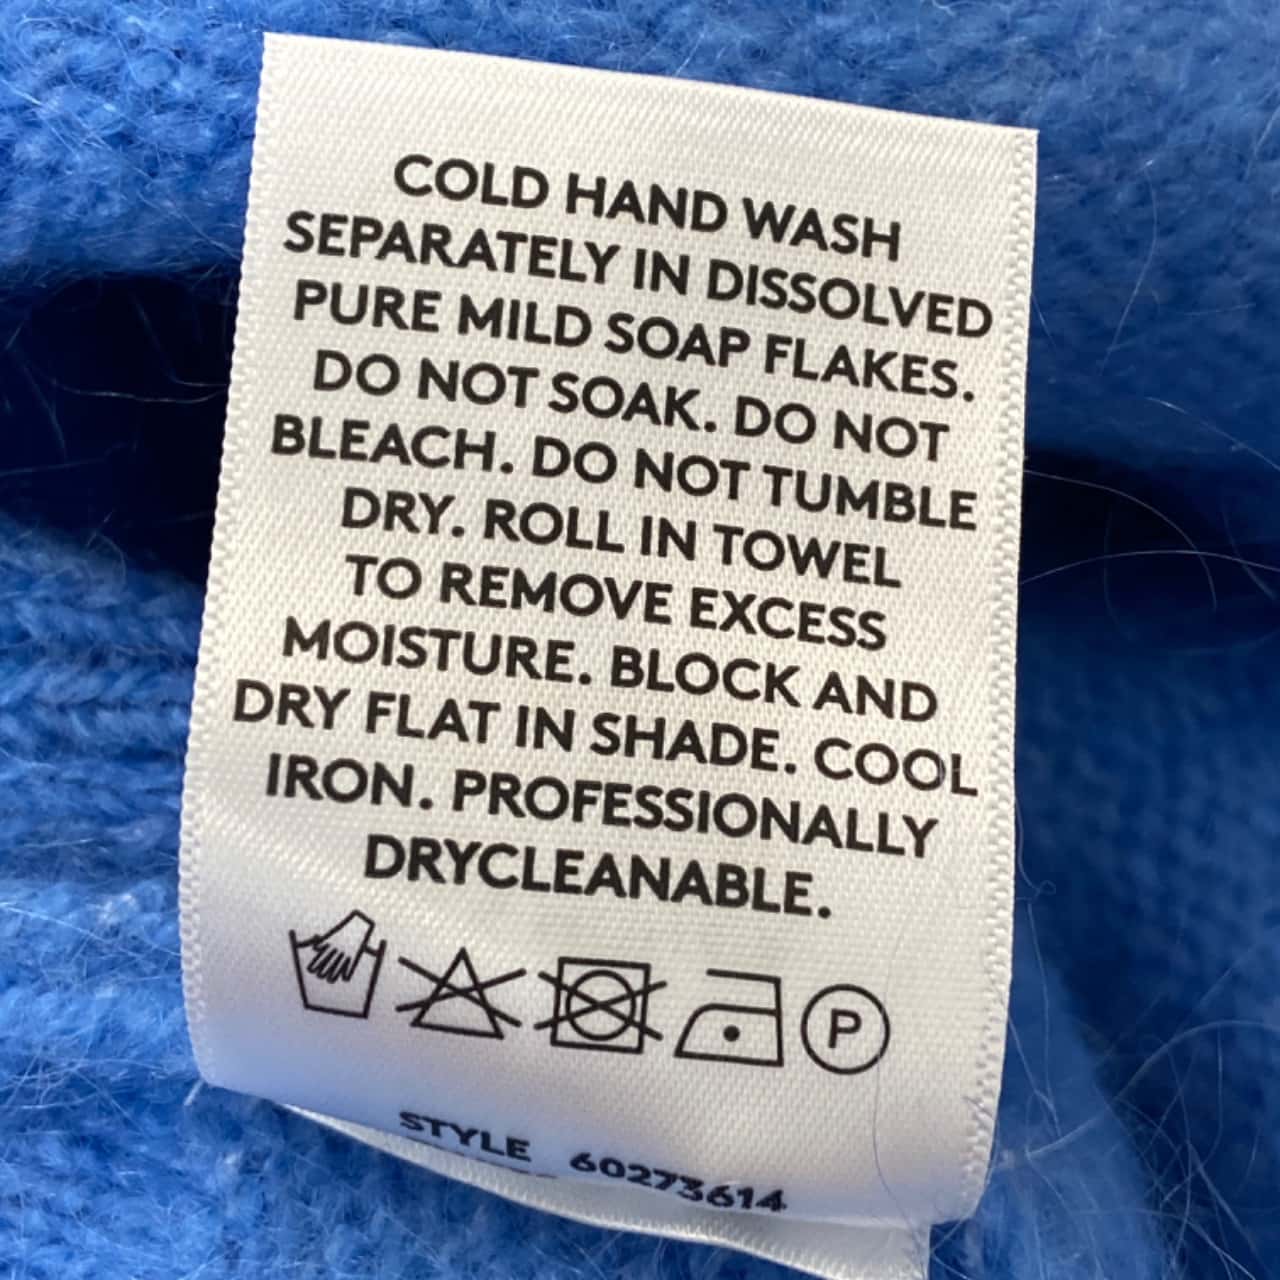 COLD HAND WASH
SEPARATELY IN DISSOLVED
PURE MILD SOAP FLAKES.
DO NOT SOAK. DO NOT
BLEACH. DO NOT TUMBLE
DRY. ROLL IN TOWEL
TO REMOVE EXCESS
MOISTURE. BLOCK AND
DRY FLAT IN SHADE. COOL
IRON. PROFESSIONALLY
DRYCLEANABLE.
P
STYLE 60273614